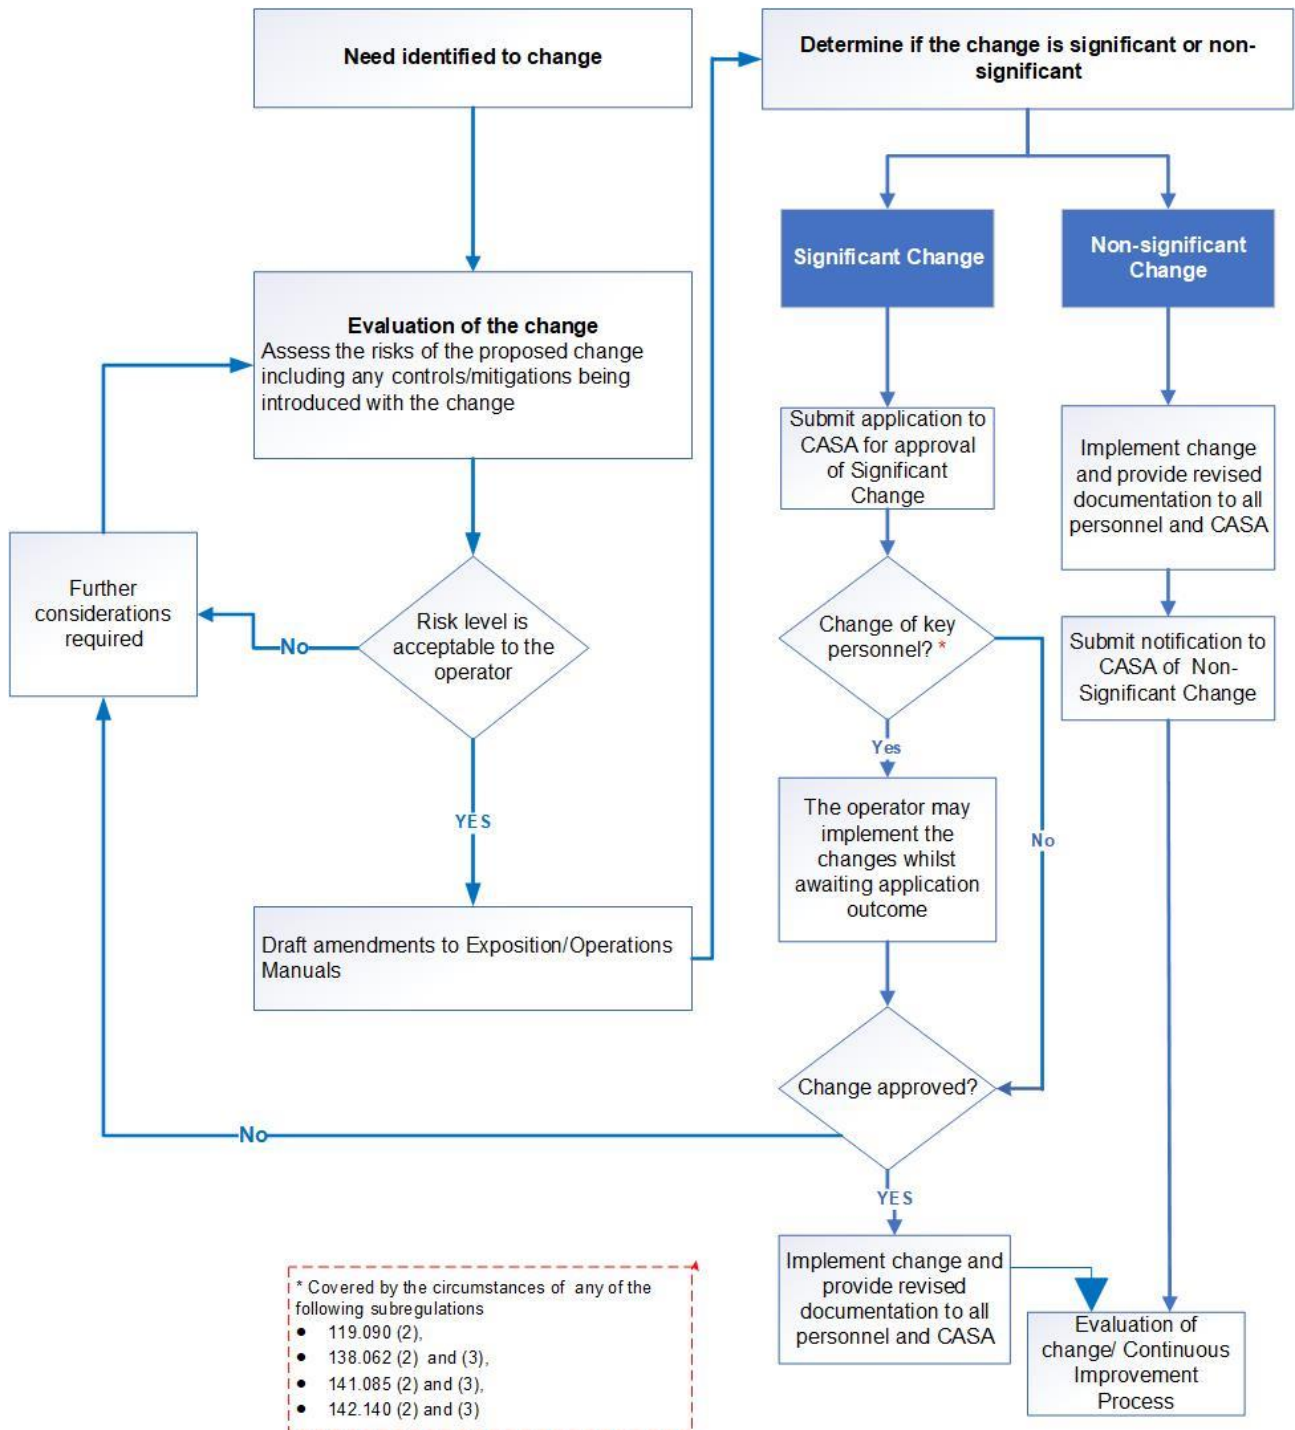 Need identified to change
Evaluation of the change
Assess the risks of the proposed change
including any controls/mitigations being
introduced with the change
Further
considerations
required
No
Risk level is
acceptable to the
operator
YES
Draft amendments to Exposition/Operations
Manuals
Determine if the change is significant or non-
significant
Significant Change
Non-significant
Change
Submit application to
CASA for approval
of Significant
Change
Implement change
and provide revised
documentation to all
personnel and CASA
Change of key
personnel? *
Submit notification to
CASA of Non-
Significant Change
Yes
The operator may
implement the
changes whilst
awaiting application
outcome
No
Change approved?
No
YES
Implement change and
provide revised
documentation to all
personnel and CASA
Evaluation of
change/ Continuous
Improvement
Process
* Covered by the circumstances of any of the
following subregulations
● 119.090 (2),
● 138.062 (2) and (3),
● 141.085 (2) and (3),
● 142.140 (2) and (3)